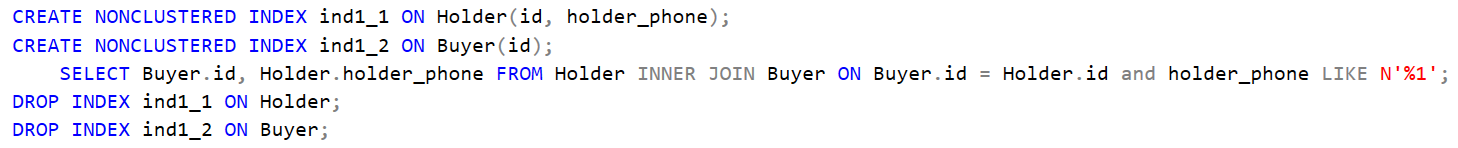 CREATE NONCLUSTERED INDEX ind1_1 ON Holder(id, holder_phone);
CREATE NONCLUSTERED INDEX ind1_2 ON Buyer(id);
    SELECT Buyer.id, Holder.holder_phone FROM Holder INNER JOIN Buyer ON Buyer.id = Holder.id and holder_phone LIKE N'%1';
DROP INDEX ind1_1 ON Holder;
DROP INDEX ind1_2 ON Buyer;